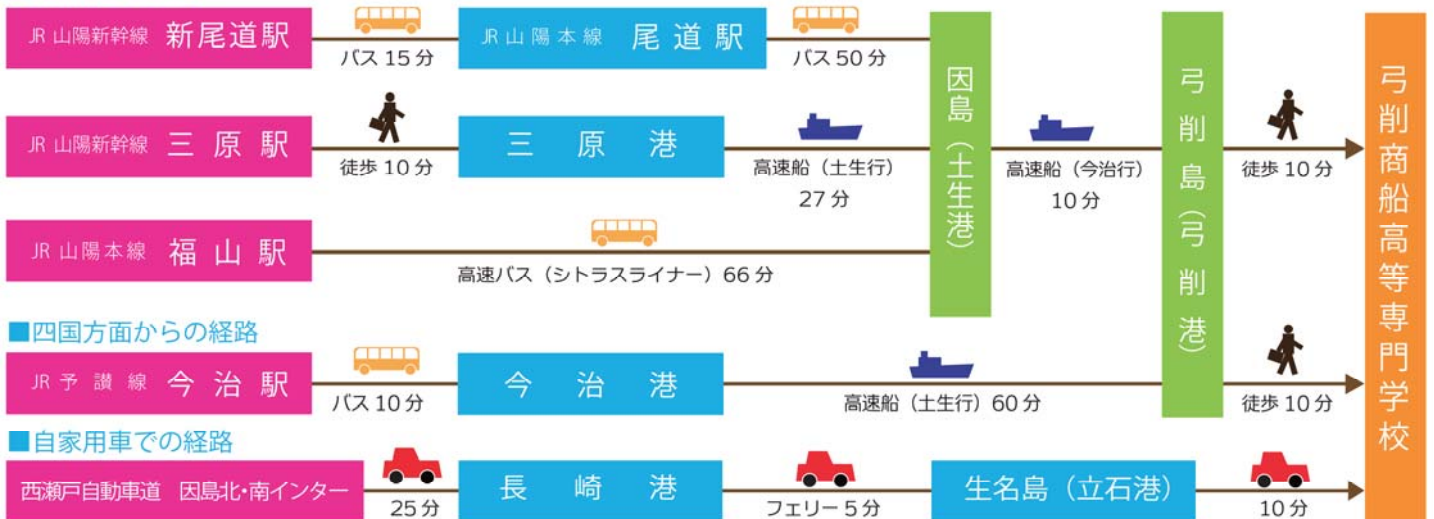 JR 山陽新幹線 新尾道駅
バス 15 分
JR 山陽本線 尾道駅
バス 50 分
JR 山陽新幹線 三原駅
徒歩 10 分
三原港
高速船（土生行）
27 分
因島（土生港）
高速船（今治行）
10 分
弓削島（弓削港）
徒歩 10 分
弓削商船高等専門学校
JR 山陽本線 福山駅
高速バス（シトラスライナー）66 分
■四国方面からの経路
JR 予讃線 今治駅
バス 10 分
今治港
高速船（土生行）60 分
徒歩 10 分
■自家用車での経路
西瀬戸自動車道 因島北・南インター
25 分
長崎港
フェリー 5 分
生名島（立石港）
10 分